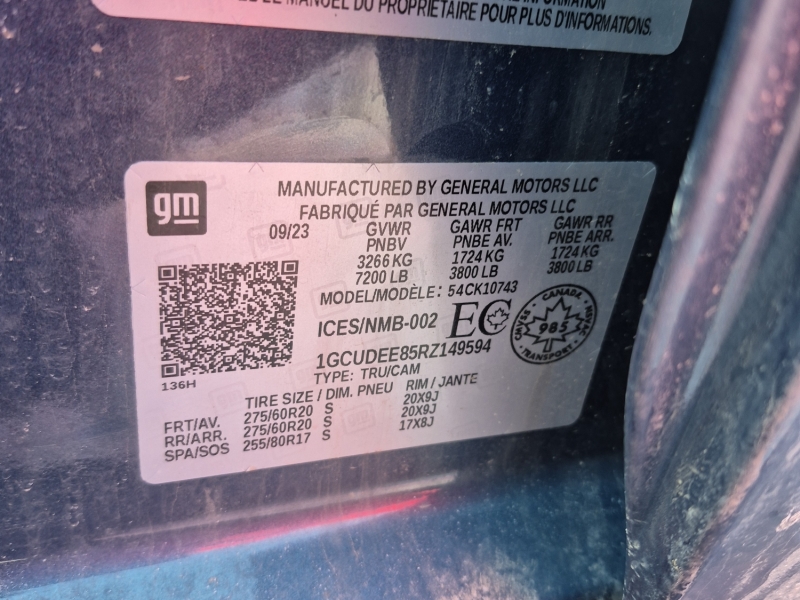 LE MANUEL DU PROPRIÉTAIRE POUR PLUS D'INFORMATIONS.
gm
MANUFACTURED BY GENERAL MOTORS LLC
FABRIQUÉ PAR GENERAL MOTORS LLC
09/23 GVWR GAWR FRT GAWR RR
PNBV PNBE AV. PNBE ARR.
3266 KG 1724 KG 1724 KG
7200 LB 3800 LB 3800 LB
MODEL/MODÈLE: 54CK10743
ICES/NMB-002 EC
CANADA
985
TRANSPORT
1GCUDEE85RZ149594
136H
TYPE: TRU/CAM
TIRE SIZE / DIM. PNEU RIM / JANTE
FRT/AV. 275/60R20 S 20X9J
RR/ARR. 275/60R20 S 20X9J
SPA/SOS 255/80R17 S 17X8J